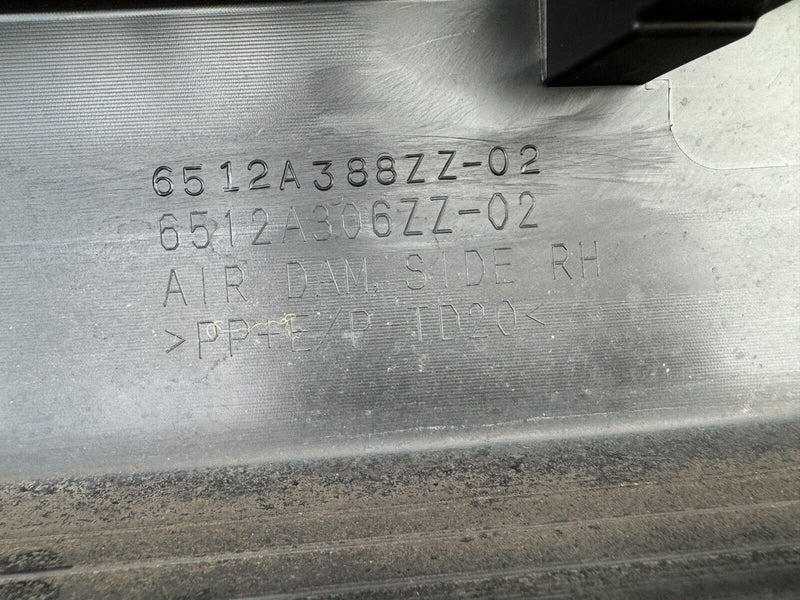 6512A388ZZ-02
6512A306ZZ-02
AIR DAM, SIDE RH
>PP+E/P TD20<